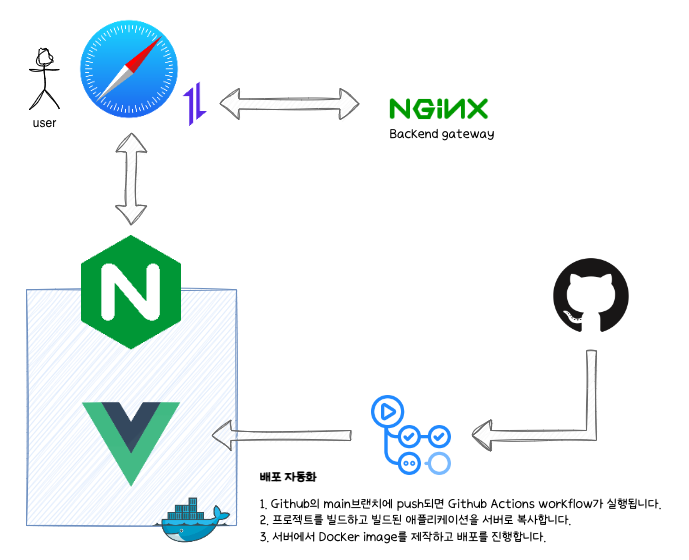 user
NGINX
Backend gateway
N
배포 자동화
1. Github의 main브랜치에 push되면 Github Actions workflow가 실행됩니다.
2. 프로젝트를 빌드하고 빌드된 애플리케이션을 서버로 복사합니다.
3. 서버에서 Docker image를 제작하고 배포를 진행합니다.